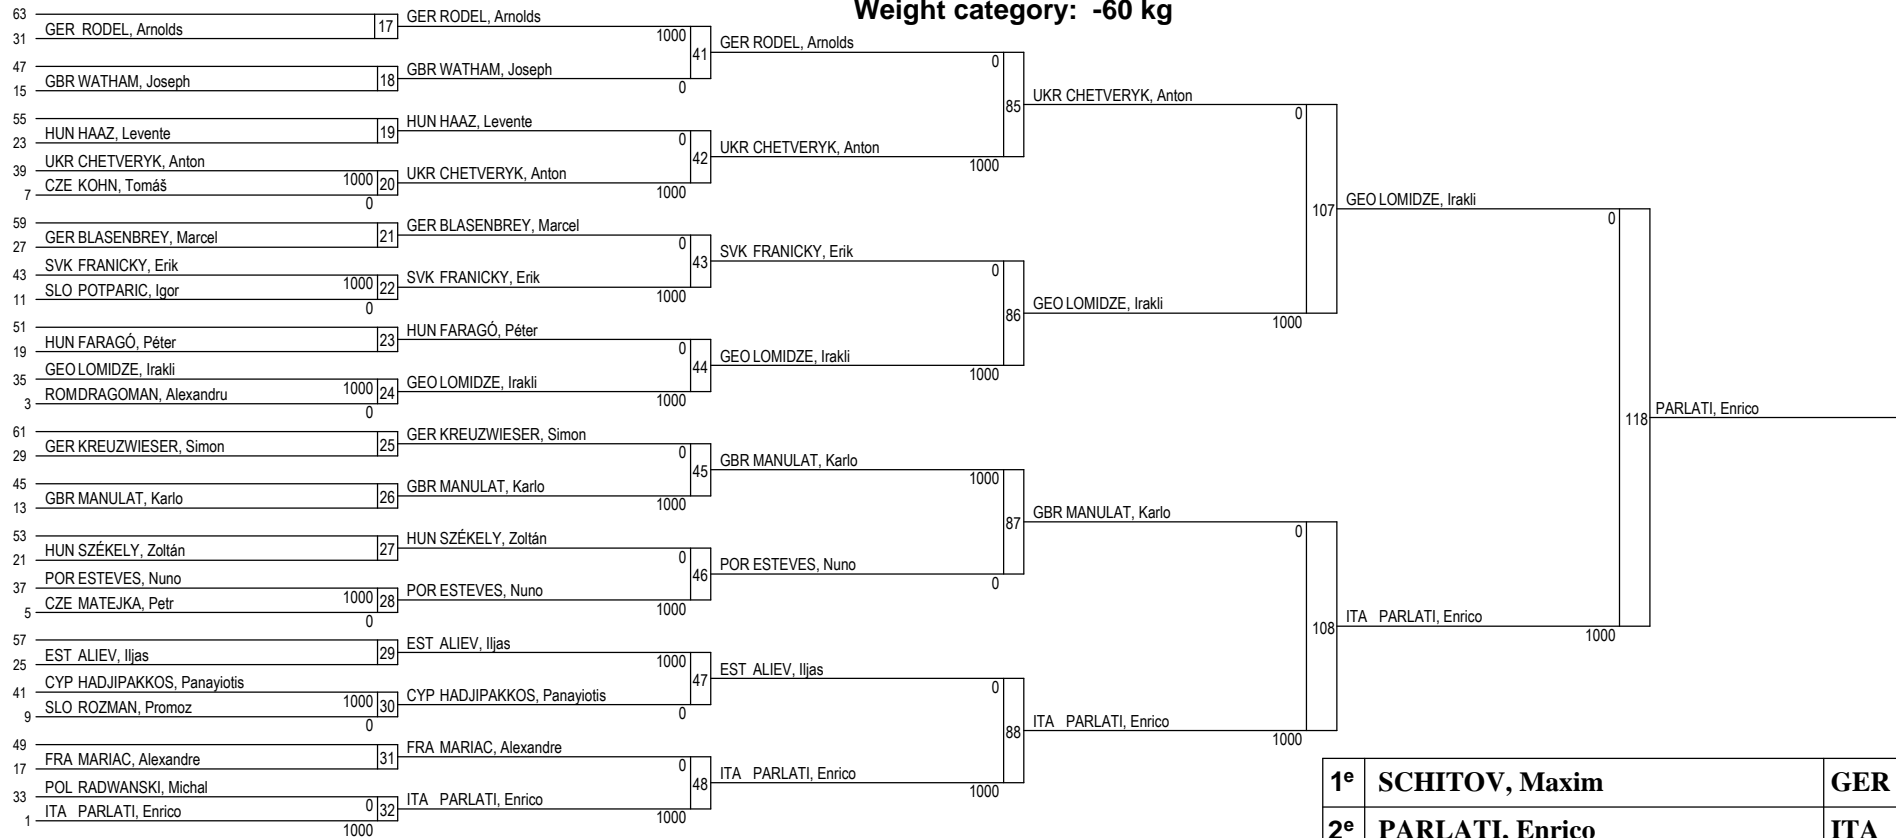 Weight category: -60 kg
63
31 GER RODEL, Arnolds 17
47
15 GBR WATHAM, Joseph 18
55
23 HUN HAAZ, Levente 19
39 UKR CHETVERYK, Anton 1000
7 CZE KOHN, Tomáš 20
0
59
27 GER BLASENBREY, Marcel 21
43 SVK FRANICKY, Erik 1000
11 SLO POTPARIC, Igor 22
0
51
19 HUN FARAGÓ, Péter 23
35 GEO LOMIDZE, Irakli 1000
3 ROMDRAGOMAN, Alexandru 24
0
61
29 GER KREUZWIESER, Simon 25
45
13 GBR MANULAT, Karlo 26
53
21 HUN SZÉKELY, Zoltán 27
37 POR ESTEVES, Nuno 1000
5 CZE MATEJKA, Petr 28
0
57
25 EST ALIEV, Iljas 29
41 CYP HADJIPAKKOS, Panayiotis 1000
9 SLO ROZMAN, Promoz 30
0
49
17 FRA MARIAC, Alexandre 31
33 POL RADWANSKI, Michal 0
1 ITA PARLATI, Enrico 32
1000
GER RODEL, Arnolds 1000
41
GBR WATHAM, Joseph 0
HUN HAAZ, Levente 0
42
UKR CHETVERYK, Anton 1000
GER BLASENBREY, Marcel 0
43
SVK FRANICKY, Erik 1000
HUN FARAGÓ, Péter 0
44
GEO LOMIDZE, Irakli 1000
GER KREUZWIESER, Simon 0
45
GBR MANULAT, Karlo 1000
HUN SZÉKELY, Zoltán 0
46
POR ESTEVES, Nuno 1000
EST ALIEV, Iljas 1000
47
CYP HADJIPAKKOS, Panayiotis 0
FRA MARIAC, Alexandre 0
48
ITA PARLATI, Enrico 1000
GER RODEL, Arnolds 0
85
UKR CHETVERYK, Anton 1000
SVK FRANICKY, Erik 0
86
GEO LOMIDZE, Irakli 1000
GBR MANULAT, Karlo 1000
87
POR ESTEVES, Nuno 0
EST ALIEV, Iljas 0
88
ITA PARLATI, Enrico 1000
UKR CHETVERYK, Anton 0
107
GEO LOMIDZE, Irakli 1000
GBR MANULAT, Karlo 0
108
ITA PARLATI, Enrico 1000
GEO LOMIDZE, Irakli 0
118
ITA PARLATI, Enrico 1000
PARLATI, Enrico
1e SCHITOV, Maxim GER
2e PARLATI, Enrico ITA